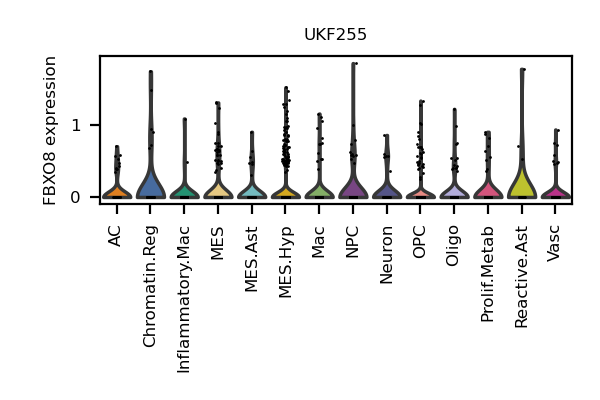 UKF255
FBXO8 expression
1
0
AC
Chromatin.Reg
Inflammatory.Mac
MES
MES.Ast
MES.Hyp
Mac
NPC
Neuron
OPC
Oligo
Prolif.Metab
Reactive.Ast
Vasc